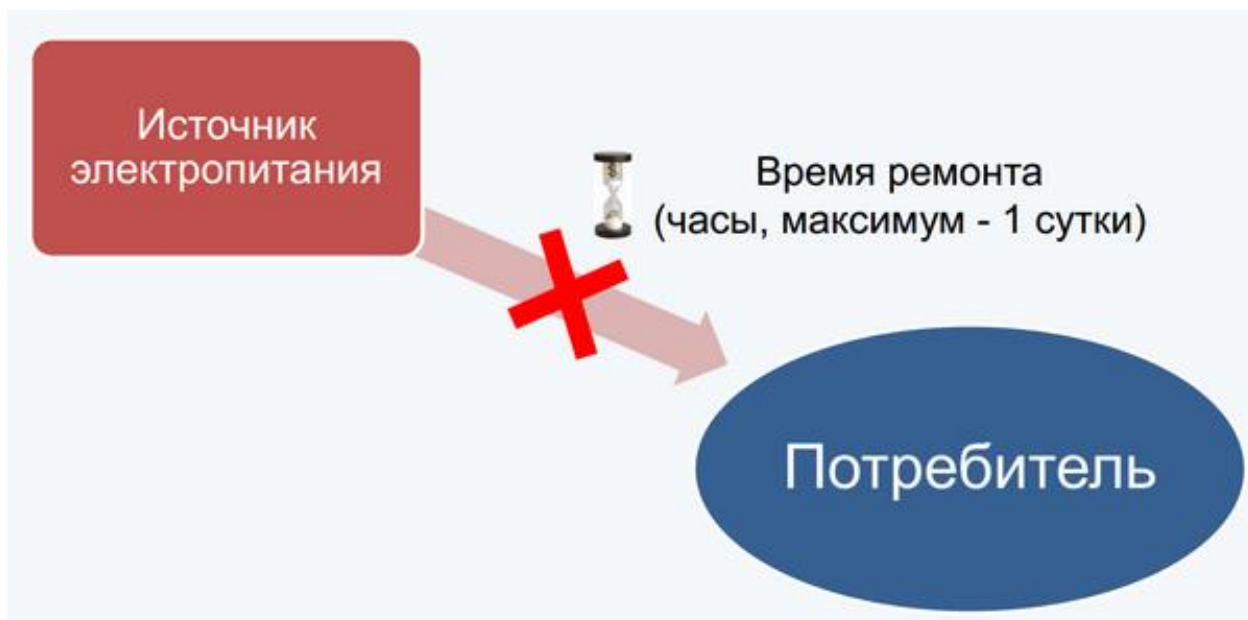 Источник
электропитания
Время ремонта
(часы, максимум - 1 сутки)
Потребитель